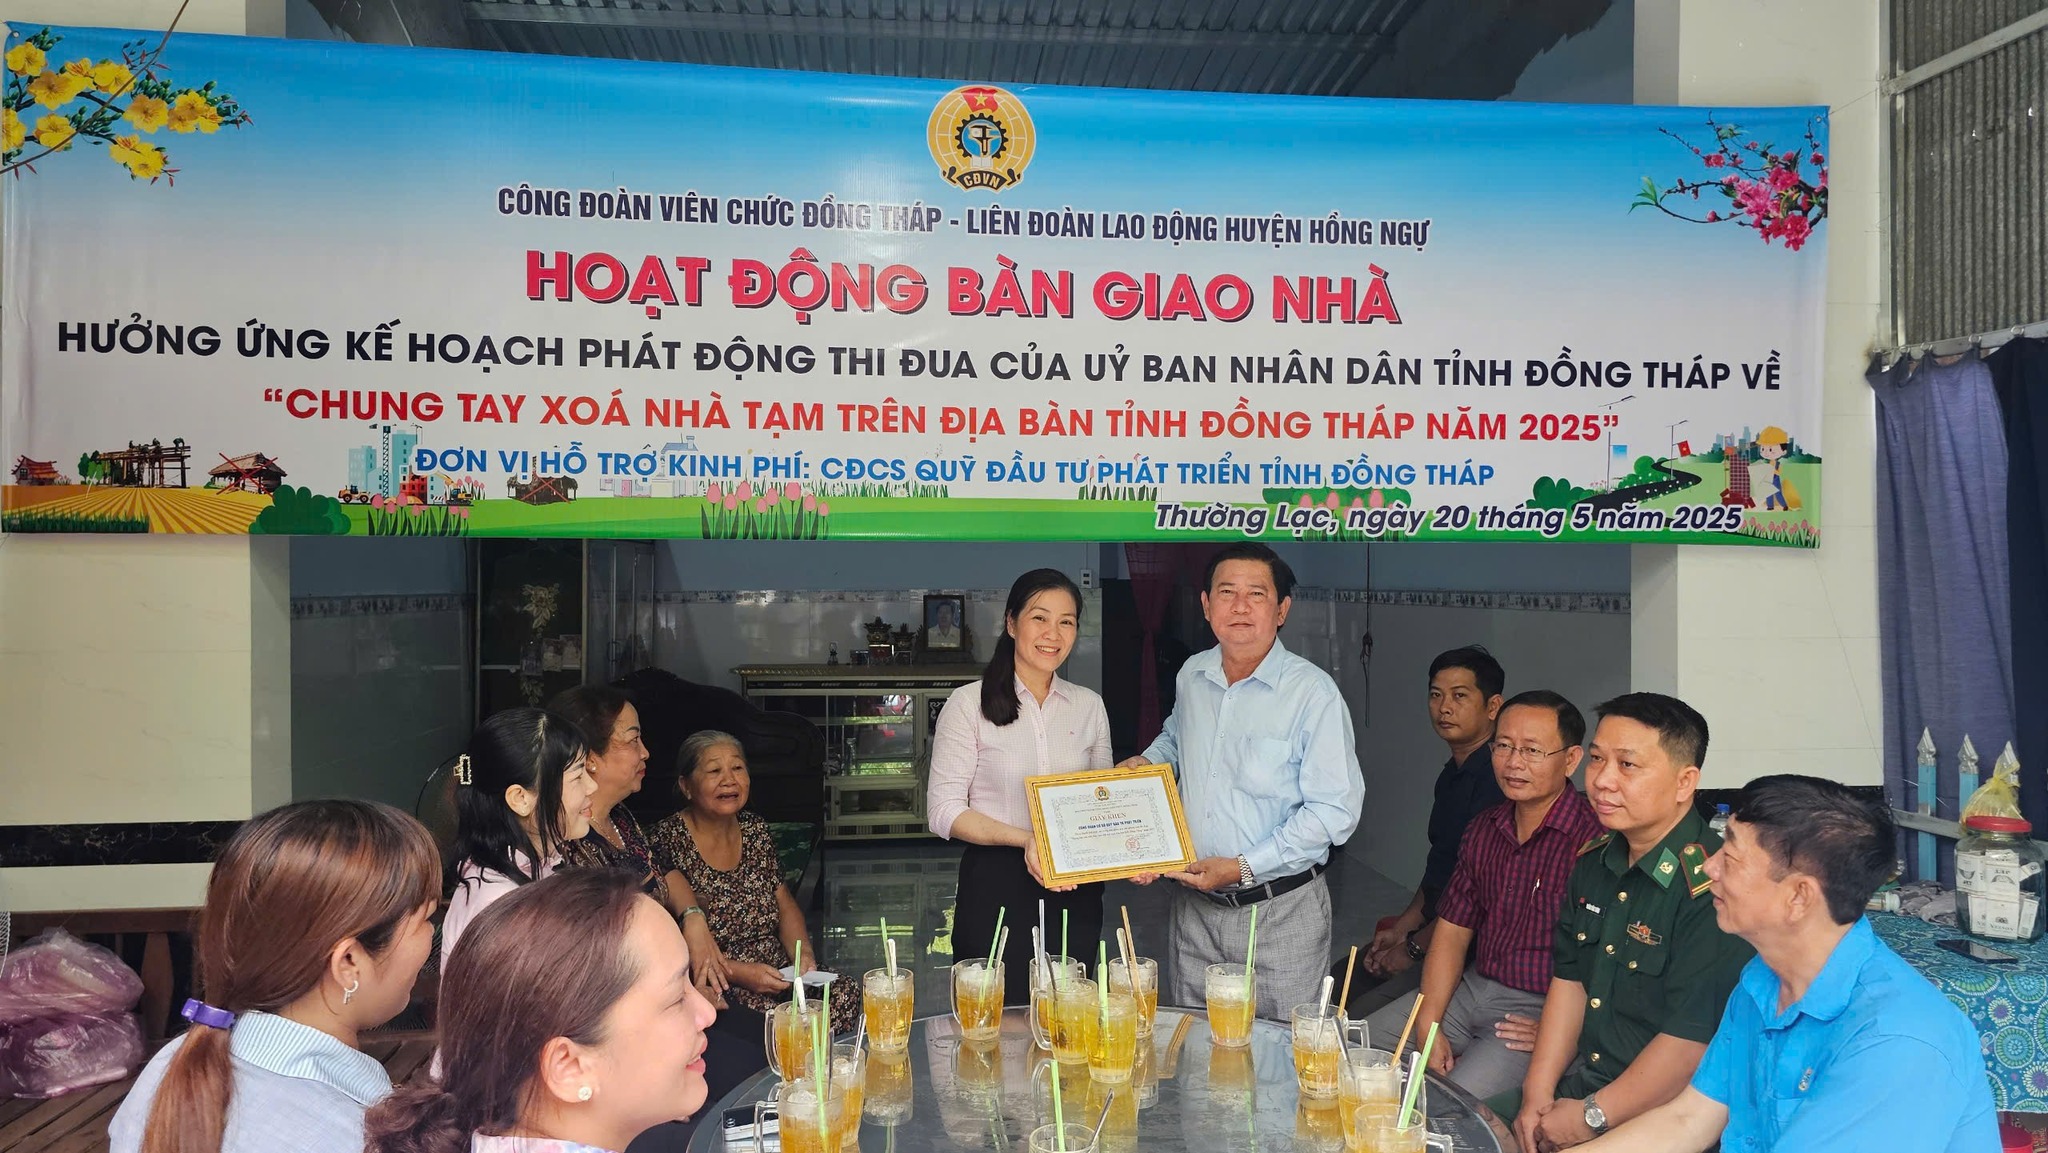 CĐVN
CÔNG ĐOÀN VIÊN CHỨC ĐỒNG THÁP - LIÊN ĐOÀN LAO ĐỘNG HUYỆN HỒNG NGỰ
HOẠT ĐỘNG BÀN GIAO NHÀ
HƯỞNG ỨNG KẾ HOẠCH PHÁT ĐỘNG THI ĐUA CỦA UỶ BAN NHÂN DÂN TỈNH ĐỒNG THÁP VỀ
“CHUNG TAY XOÁ NHÀ TẠM TRÊN ĐỊA BÀN TỈNH ĐỒNG THÁP NĂM 2025”
ĐƠN VỊ HỖ TRỢ KINH PHÍ: CĐCS QUỸ ĐẦU TƯ PHÁT TRIỂN TỈNH ĐỒNG THÁP
Thường Lạc, ngày 20 tháng 5 năm 2025
GIẤY KHEN